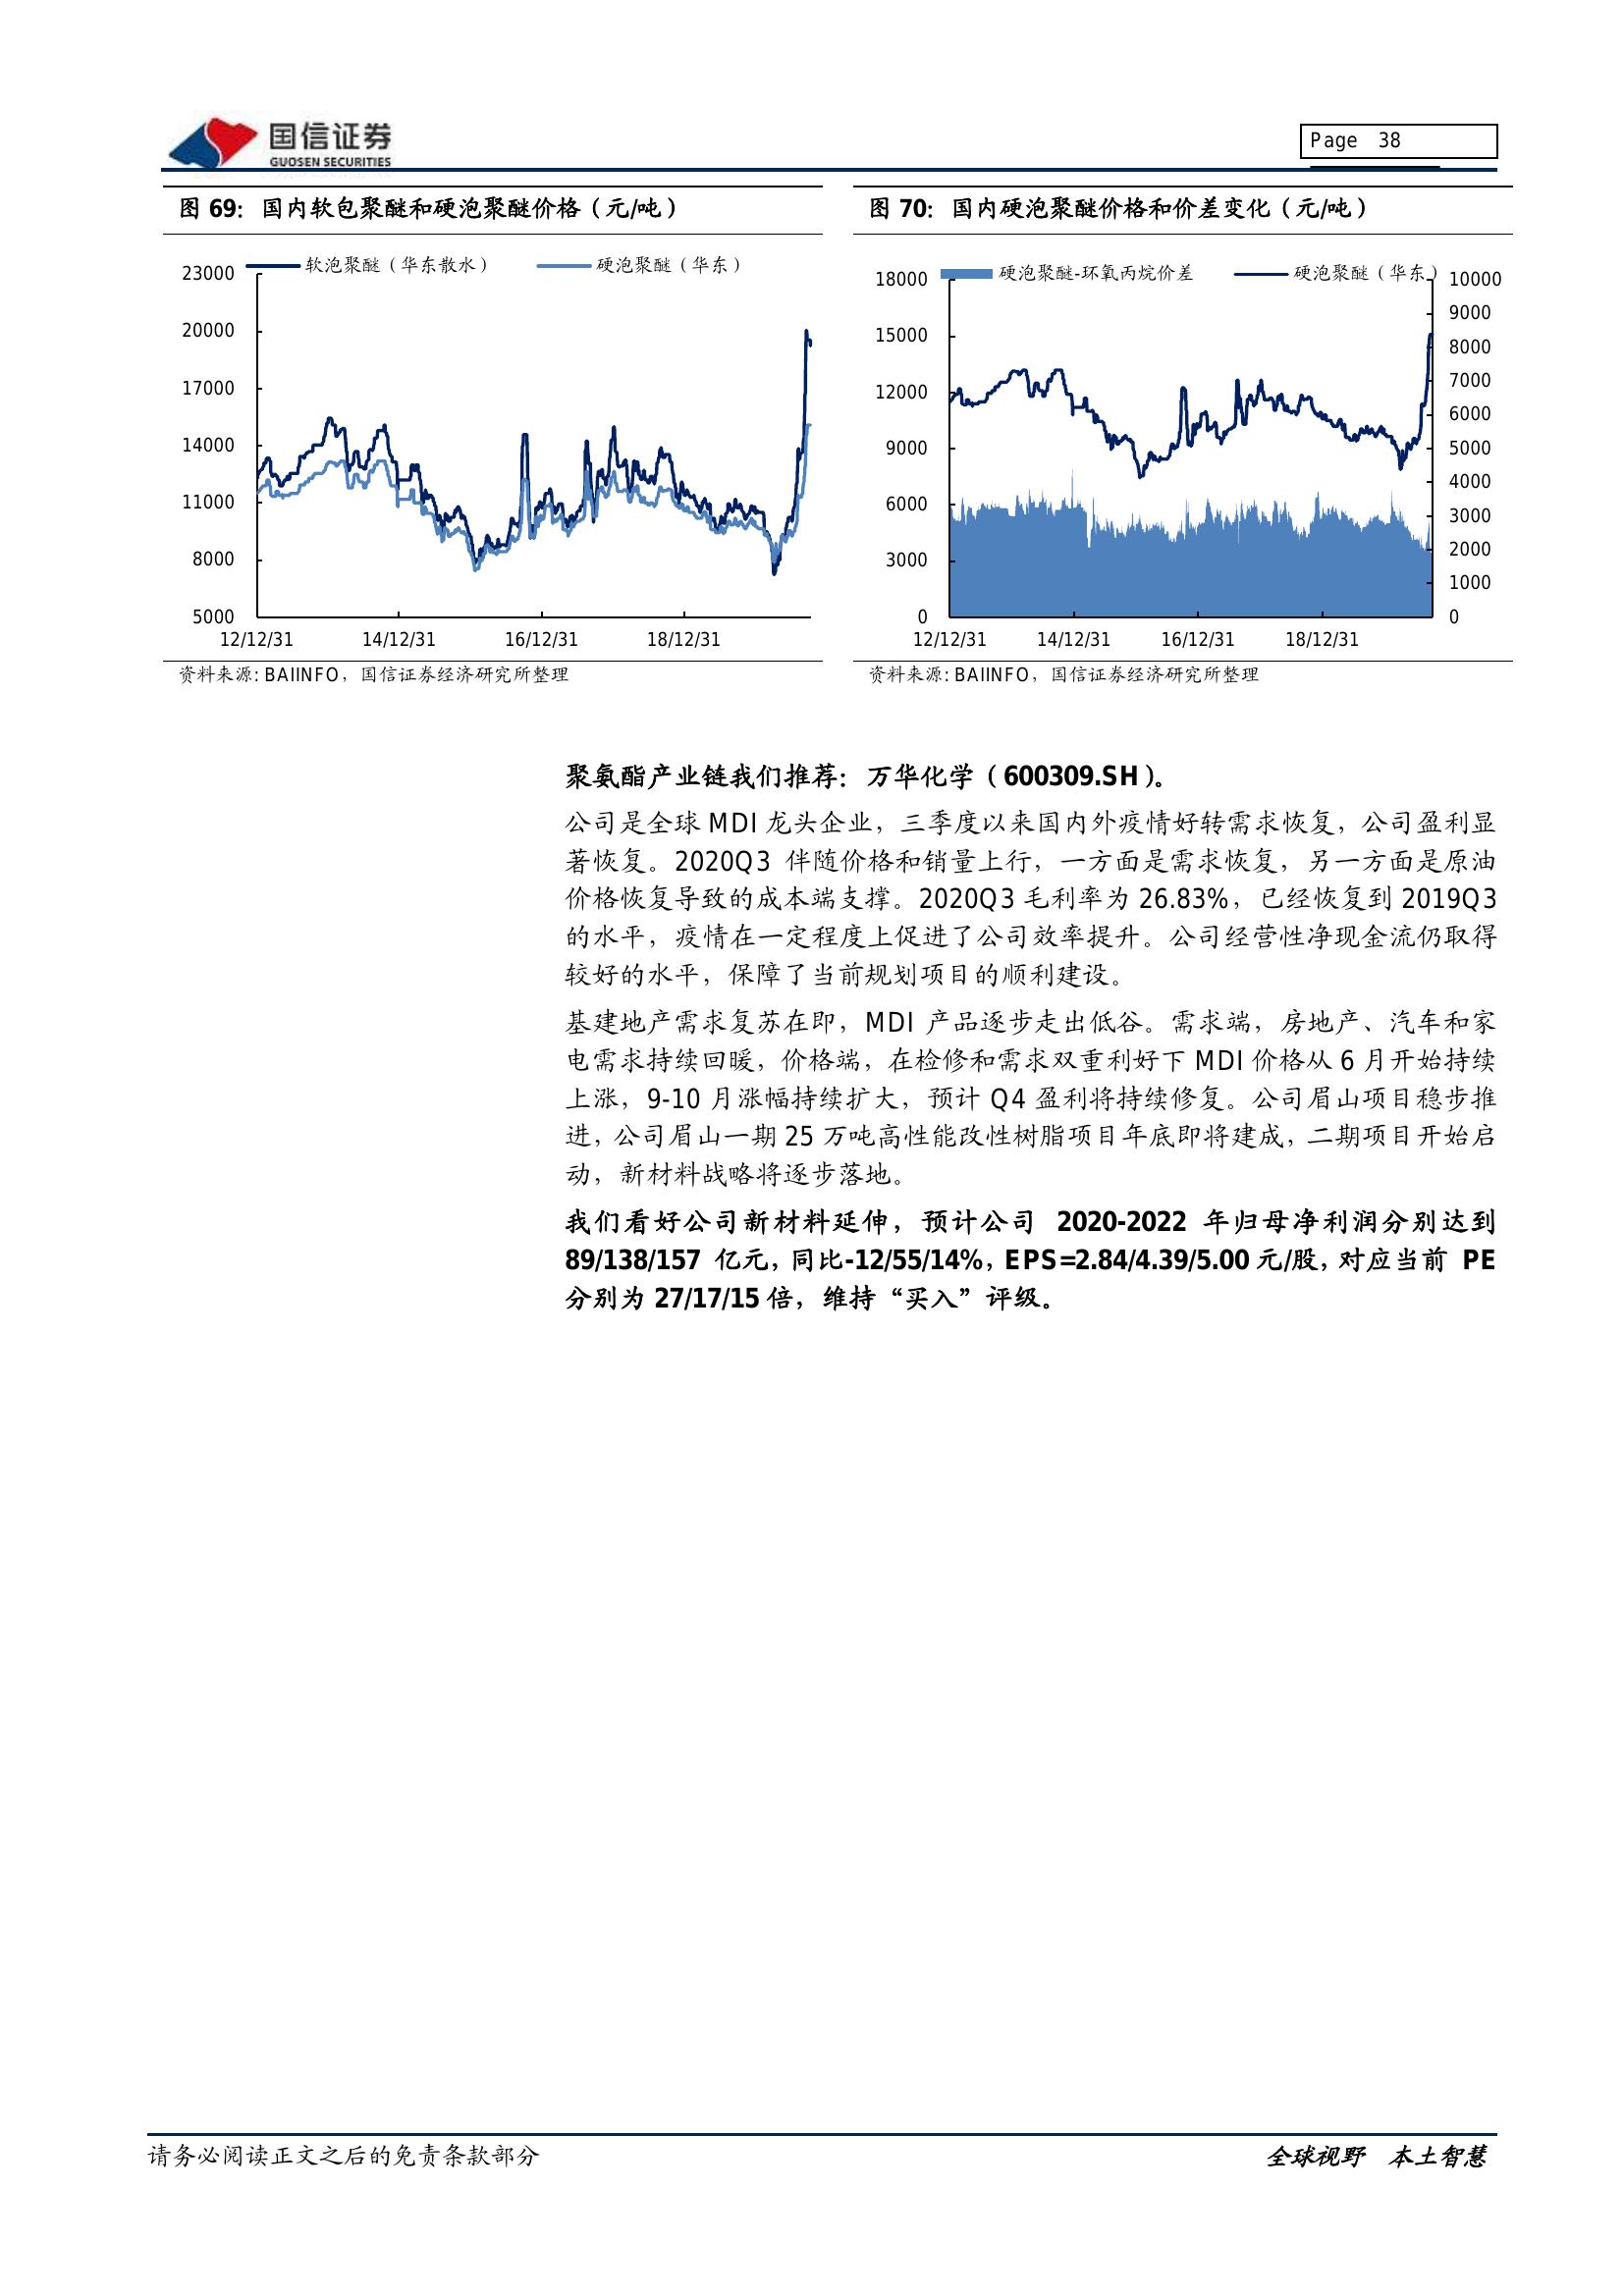 国信证券
GUOSEN SECURITIES
Page 38
图 69：国内软包聚醚和硬泡聚醚价格（元/吨）
软泡聚醚（华东散水）
硬泡聚醚（华东）
23000
20000
17000
14000
11000
8000
5000
12/12/31
14/12/31
16/12/31
18/12/31
资料来源：BAIINFO，国信证券经济研究所整理
图 70：国内硬泡聚醚价格和价差变化（元/吨）
硬泡聚醚-环氧丙烷价差
硬泡聚醚（华东）
18000
15000
12000
9000
6000
3000
0
10000
9000
8000
7000
6000
5000
4000
3000
2000
1000
0
12/12/31
14/12/31
16/12/31
18/12/31
资料来源：BAIINFO，国信证券经济研究所整理
聚氨酯产业链我们推荐：万华化学（600309.SH）。
公司是全球 MDI 龙头企业，三季度以来国内外疫情好转需求恢复，公司盈利显
著恢复。2020Q3 伴随价格和销量上行，一方面是需求恢复，另一方面是原油
价格恢复导致的成本端支撑。2020Q3 毛利率为 26.83%，已经恢复到 2019Q3
的水平，疫情在一定程度上促进了公司效率提升。公司经营性净现金流仍取得
较好的水平，保障了当前规划项目的顺利建设。
基建地产需求复苏在即，MDI 产品逐步走出低谷。需求端，房地产、汽车和家
电需求持续回暖，价格端，在检修和需求双重利好下 MDI 价格从 6 月开始持续
上涨，9-10 月涨幅持续扩大，预计 Q4 盈利将持续修复。公司眉山项目稳步推
进，公司眉山一期 25 万吨高性能改性树脂项目年底即将建成，二期项目开始启
动，新材料战略将逐步落地。
我们看好公司新材料延伸，预计公司 2020-2022 年归母净利润分别达到
89/138/157 亿元，同比-12/55/14%，EPS=2.84/4.39/5.00 元/股，对应当前 PE
分别为 27/17/15 倍，维持“买入”评级。
请务必阅读正文之后的免责条款部分
全球视野 本土智慧